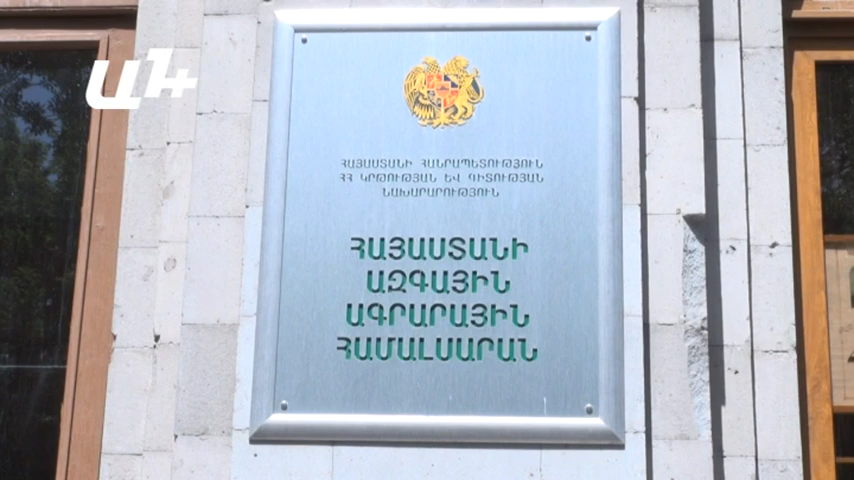 Ա1+
ՀԱՅԱՍՏԱՆԻ ՀԱՆՐԱՊԵՏՈՒԹՅՈՒՆ
ՀՀ ԿՐԹՈՒԹՅԱՆ ԵՎ ԳԻՏՈՒԹՅԱՆ
ՆԱԽԱՐԱՐՈՒԹՅՈՒՆ
ՀԱՅԱՍՏԱՆԻ
ԱԶԳԱՅԻՆ
ԱԳՐԱՐԱՅԻՆ
ՀԱՄԱԼՍԱՐԱՆ